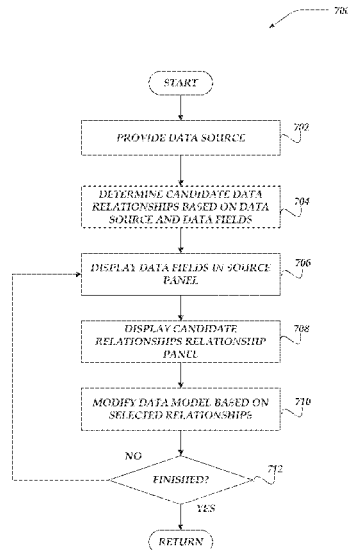 700
START
PROVIDE DATA SOURCE
702
DETERMINE CANDIDATE DATA
RELATIONSHIPS BASED ON DATA
SOURCE AND DATA FIELDS
704
DISPLAY DATA FIELDS IN SOURCE
PANEL
706
DISPLAY CANDIDATE
RELATIONSHIPS RELATIONSHIP
PANEL
708
MODIFY DATA MODEL BASED ON
SELECTED RELATIONSHIPS
710
NO
FINISHED?
712
YES
RETURN